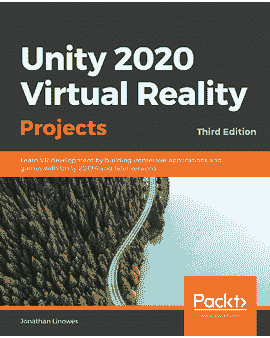 Unity 2020
Virtual Reality
Projects
Third Edition
Learn VR development by building immersive applications and
games with Unity 2019.4 and later versions
Jonathan Linowes
Packt>